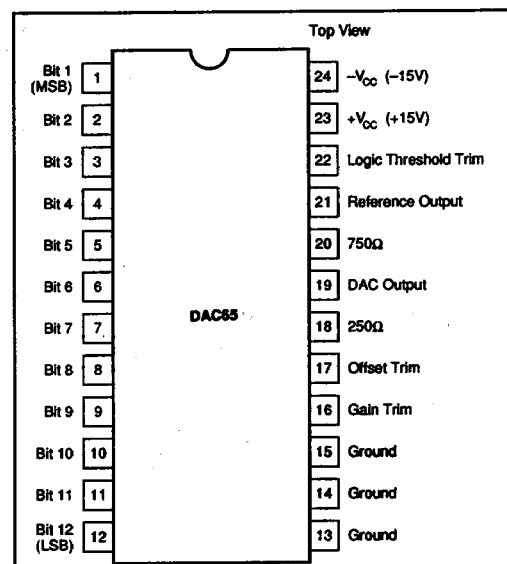 Top View
Bit 1
(MSB)
1
24
–VCC (–15V)
Bit 2
2
23
+VCC (+15V)
Bit 3
3
22
Logic Threshold Trim
Bit 4
4
21
Reference Output
Bit 5
5
20
750Ω
Bit 6
6
19
DAC Output
DAC65
Bit 7
7
18
250Ω
Bit 8
8
17
Offset Trim
Bit 9
9
16
Gain Trim
Bit 10
10
15
Ground
Bit 11
11
14
Ground
Bit 12
(LSB)
12
13
Ground